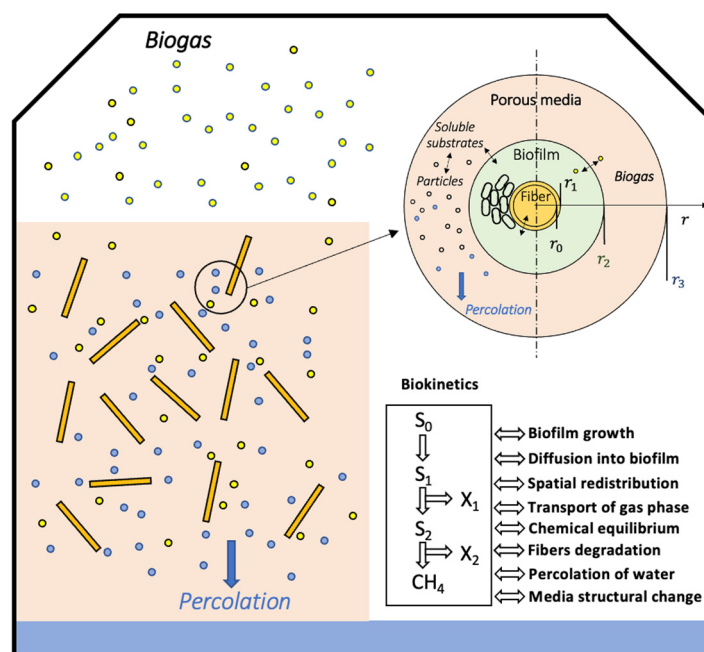 Biogas
Porous media
Soluble
substrates
Biofilm
Particles
Fiber
Biogas
r₁
r₀
r
r₂
r₃
Percolation
Biokinetics
S₀
S₁
X₁
S₂
X₂
CH₄
Biofilm growth
Diffusion into biofilm
Spatial redistribution
Transport of gas phase
Chemical equilibrium
Fibers degradation
Percolation of water
Media structural change
Percolation